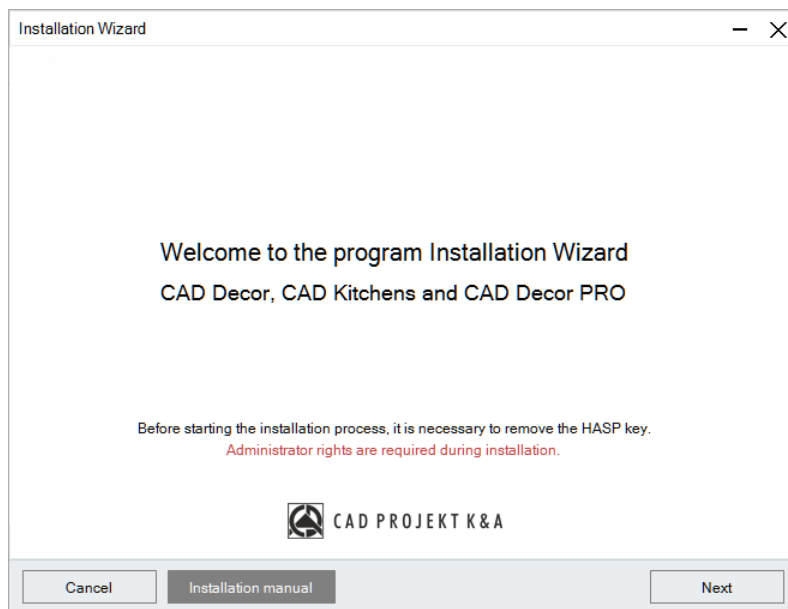 Installation Wizard
Welcome to the program Installation Wizard
CAD Decor, CAD Kitchens and CAD Decor PRO
Before starting the installation process, it is necessary to remove the HASP key.
Administrator rights are required during installation.
CAD PROJEKT K&A
Cancel
Installation manual
Next